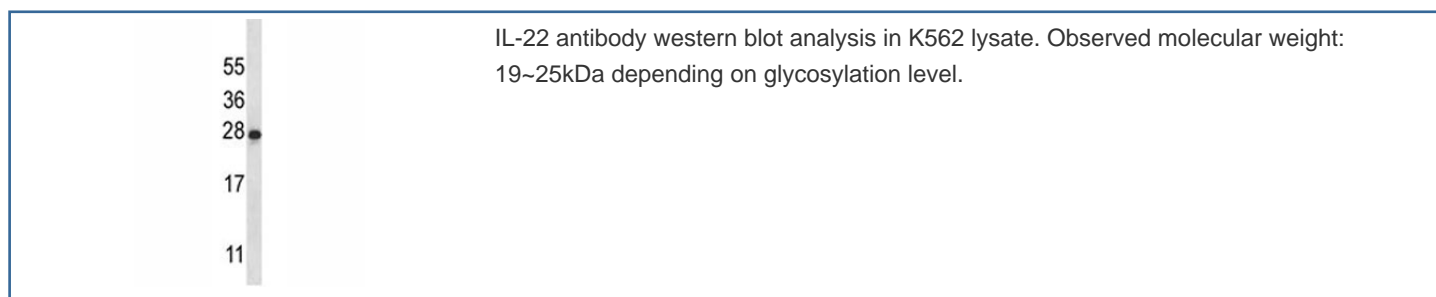 55
36
28
17
11
IL-22 antibody western blot analysis in K562 lysate. Observed molecular weight:
19~25kDa depending on glycosylation level.